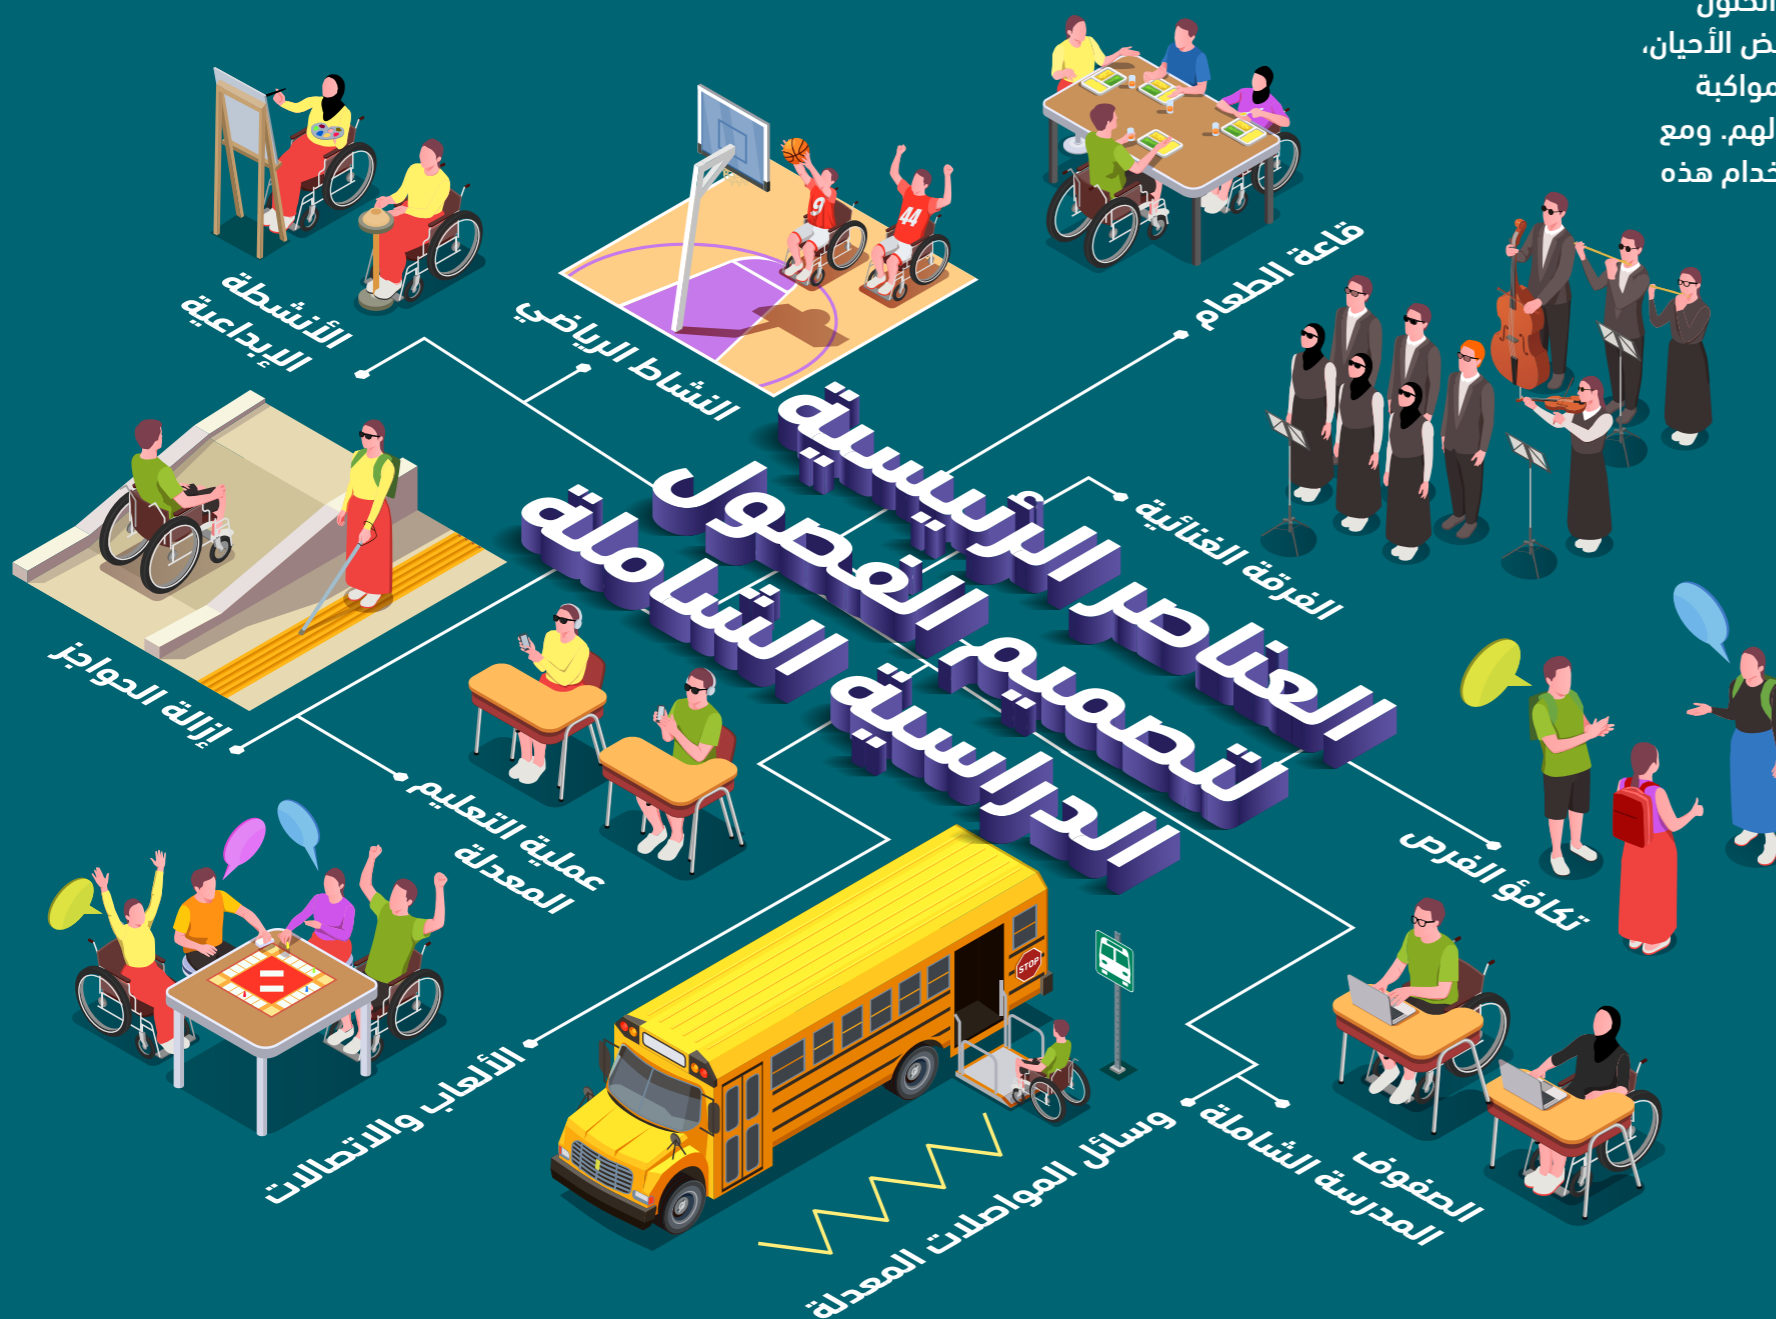 الحلول
الأحيان،
مواكبة
لهم. ومع
هذه
قاعة الطعام
النشاط الرياضي
9
44
الأنشطة
الإبداعية
العناصر الرئيسية
لتصميم الفصول
الدراسية الشاملة
الفرقة الغنائية
إزالة الحواجز
عملية التعليم
المعدلة
تكافؤ الفرص
STOP
الألعاب والاتصالات
وسائل المواصلات المعدلة
الصفوف
المدرسة الشاملة